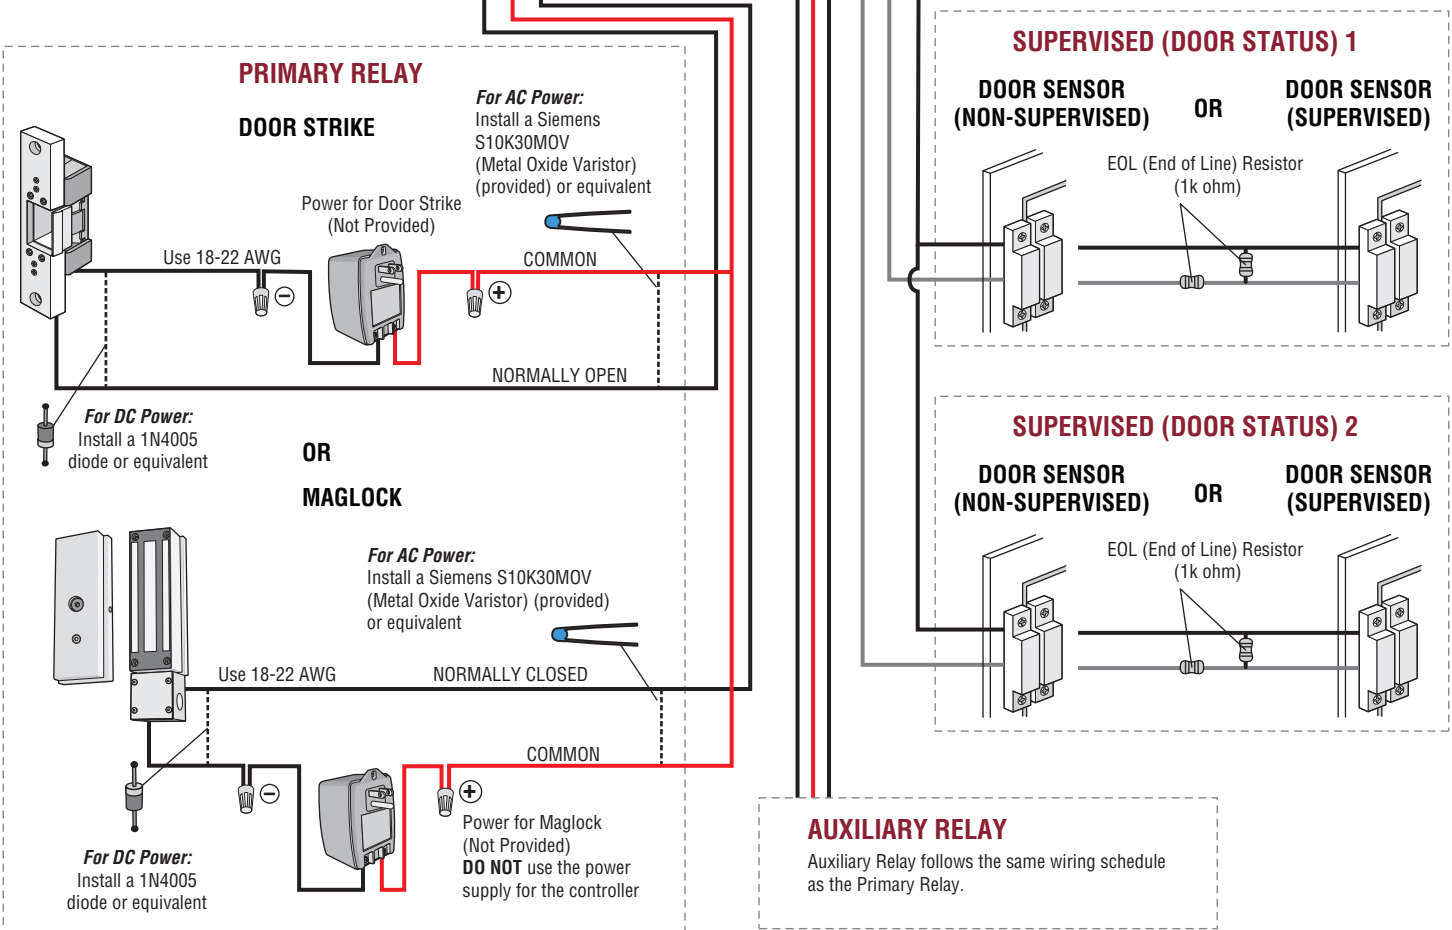 PRIMARY RELAY
DOOR STRIKE
For AC Power:
Install a Siemens
S10K30MOV
(Metal Oxide Varistor)
(provided) or equivalent
Power for Door Strike
(Not Provided)
Use 18-22 AWG
COMMON
−
+
NORMALLY OPEN
For DC Power:
Install a 1N4005
diode or equivalent
OR
MAGLOCK
For AC Power:
Install a Siemens S10K30MOV
(Metal Oxide Varistor) (provided)
or equivalent
Use 18-22 AWG
NORMALLY CLOSED
COMMON
−
+
Power for Maglock
(Not Provided)
DO NOT use the power
supply for the controller
For DC Power:
Install a 1N4005
diode or equivalent
SUPERVISED (DOOR STATUS) 1
DOOR SENSOR
(NON-SUPERVISED)
OR
DOOR SENSOR
(SUPERVISED)
EOL (End of Line) Resistor
(1k ohm)
SUPERVISED (DOOR STATUS) 2
DOOR SENSOR
(NON-SUPERVISED)
OR
DOOR SENSOR
(SUPERVISED)
EOL (End of Line) Resistor
(1k ohm)
AUXILIARY RELAY
Auxiliary Relay follows the same wiring schedule
as the Primary Relay.